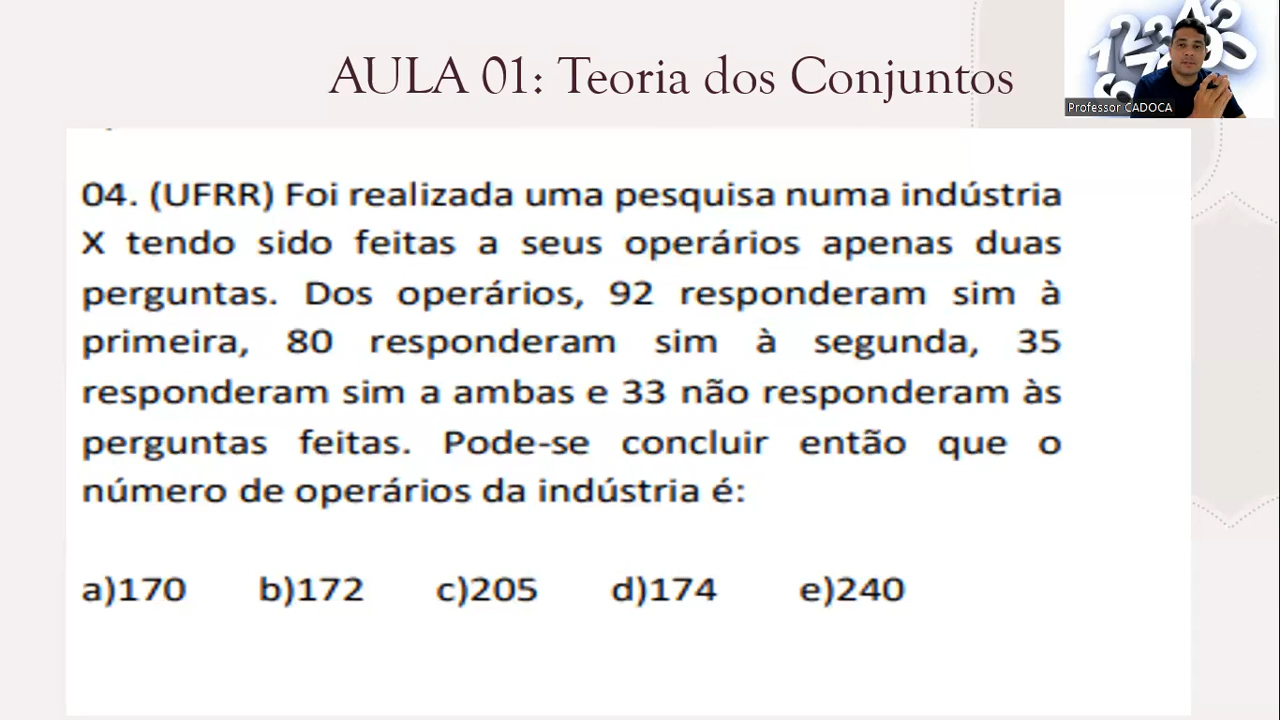 AULA 01: Teoria dos Conjuntos
Professor CADOCA
04. (UFRR) Foi realizada uma pesquisa numa indústria
X tendo sido feitas a seus operários apenas duas
perguntas. Dos operários, 92 responderam sim à
primeira, 80 responderam sim à segunda, 35
responderam sim a ambas e 33 não responderam às
perguntas feitas. Pode-se concluir então que o
número de operários da indústria é:
a)170 b)172 c)205 d)174 e)240